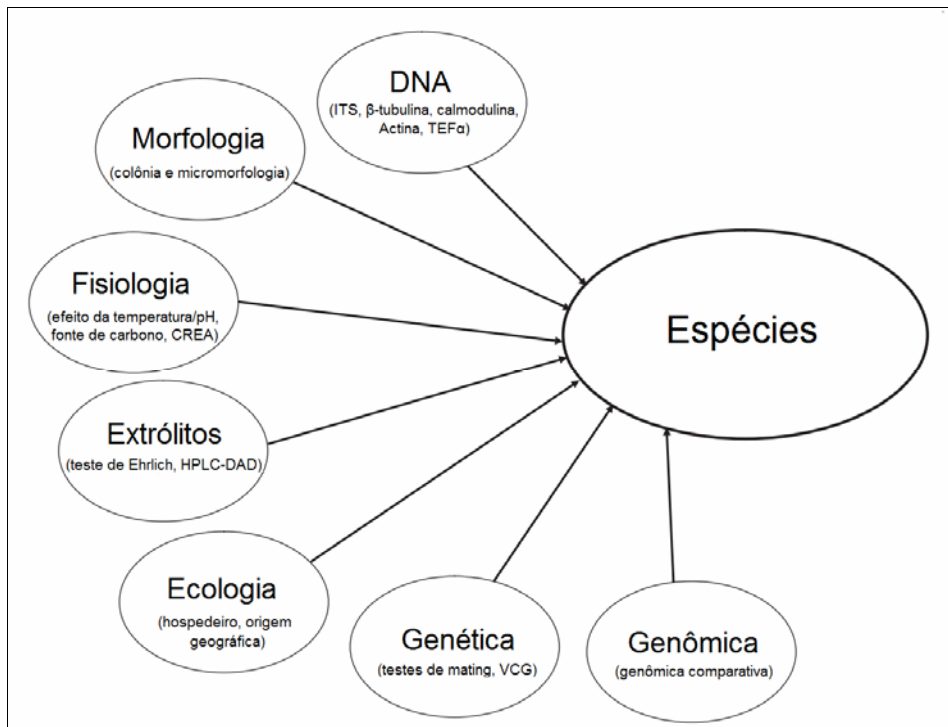 DNA
(ITS, β-tubulina, calmodulina,
Actina, TEFα)
Morfologia
(colônia e micromorfologia)
Fisiologia
(efeito da temperatura/pH,
fonte de carbono, CREA)
Espécies
Extrólitos
(teste de Ehrlich, HPLC-DAD)
Ecologia
(hospedeiro, origem
geográfica)
Genética
(testes de mating, VCG)
Genômica
(genômica comparativa)